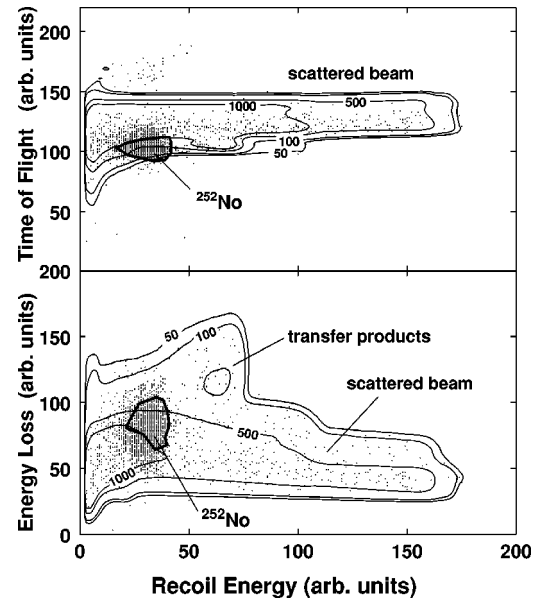 200
150
100
50
Time of Flight (arb. units)
scattered beam
1000
500
100
50
252No
200
150
100
50
0
Energy Loss (arb. units)
50
100
transfer products
scattered beam
500
1000
252No
0
50
100
150
200
Recoil Energy (arb. units)